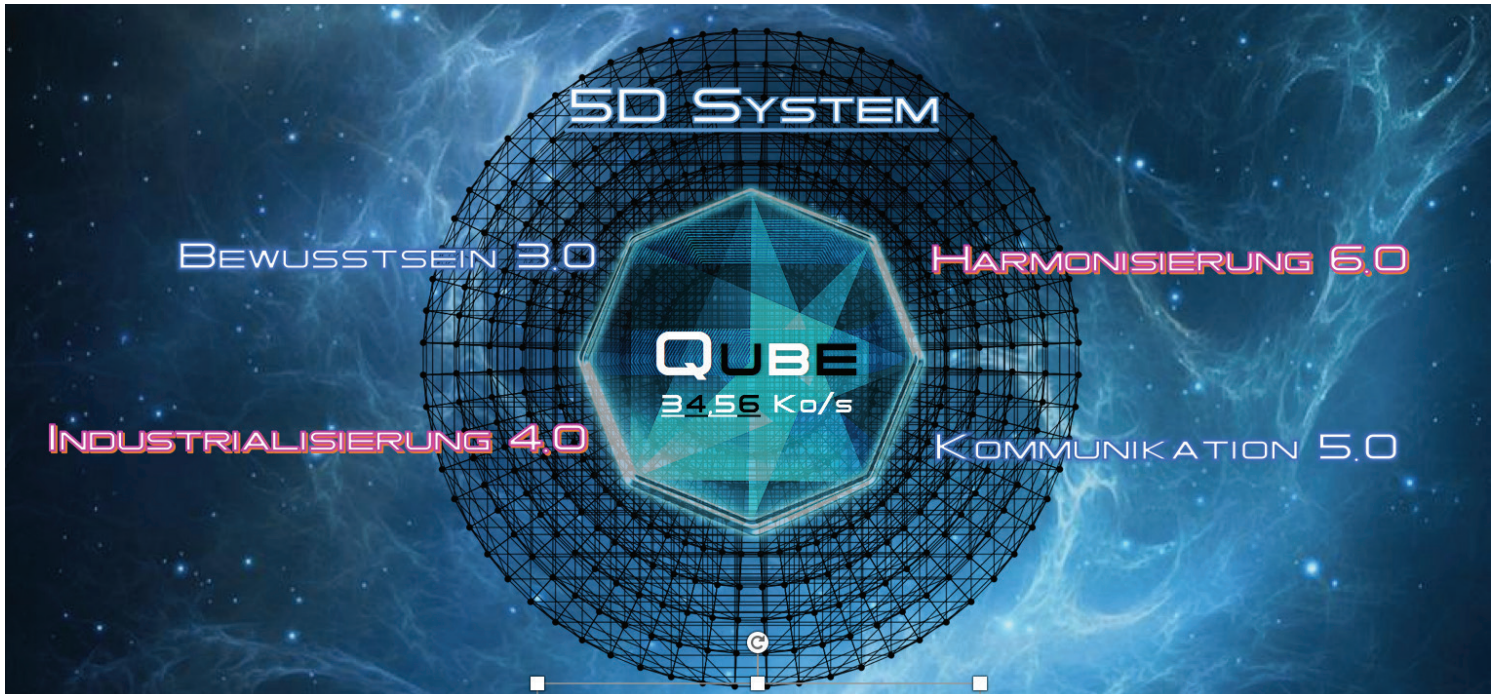 5D System
Bewusstsein 3.0
Harmonisierung 6.0
Qube
34,56 Ko/s
Industrialisierung 4.0
Kommunikation 5.0